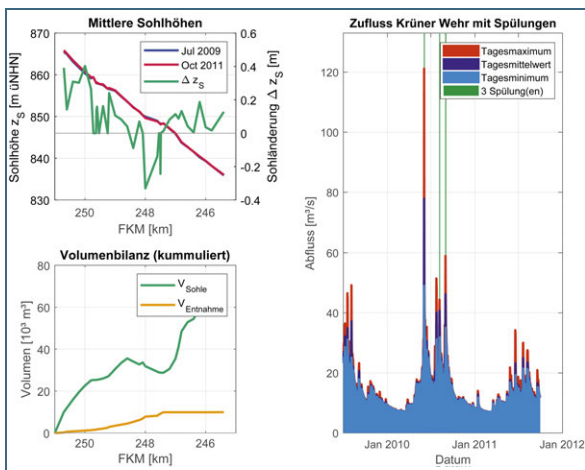 Mittlere Sohlhöhen
870
860
850
840
830
Sohlhöhe z_S [m üNHN]
Jul 2009
Oct 2011
Δ z_S
0.6
0.4
0.2
0
-0.2
-0.4
Sohländerung Δ z_S [m]
250
248
246
FKM [km]
Volumenbilanz (kummuliert)
80
60
40
20
0
Volumen [10³ m³]
V_Sohle
V_Entnahme
250
248
246
FKM [km]
Zufluss Krüner Wehr mit Spülungen
120
100
80
60
40
20
0
Abfluss [m³/s]
Tagesmaximum
Tagesmittelwert
Tagesminimum
3 Spülung(en)
Jan 2010
Jan 2011
Jan 2012
Datum